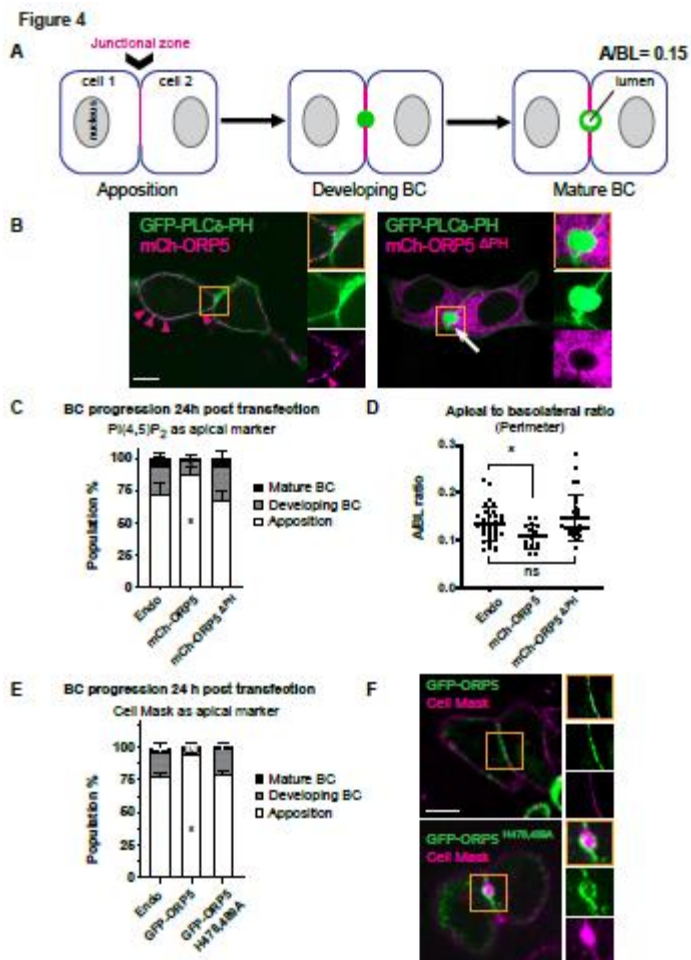 Figure 4
A
Junctional zone
A/BL= 0.15
cell 1
cell 2
lumen
nucleus
Apposition
Developing BC
Mature BC
B
GFP-PLCδ-PH
mCh-ORP5
GFP-PLCδ-PH
mCh-ORP5 ΔPH
C
BC progression 24h post transfection
PI(4,5)P2 as apical marker
Population %
100
75
50
25
0
*
Mature BC
Developing BC
Apposition
Endo
mCh-ORP5
mCh-ORP5 ΔPH
D
Apical to basolateral ratio
(Perimeter)
A/BL ratio
0.3
0.2
0.1
0.0
*
ns
Endo
mCh-ORP5
mCh-ORP5 ΔPH
E
BC progression 24 h post transfection
Cell Mask as apical marker
Population %
100
75
50
25
0
*
Mature BC
Developing BC
Apposition
Endo
GFP-ORP5
GFP-ORP5
H478,489A
F
GFP-ORP5
Cell Mask
GFP-ORP5 H478,489A
Cell Mask